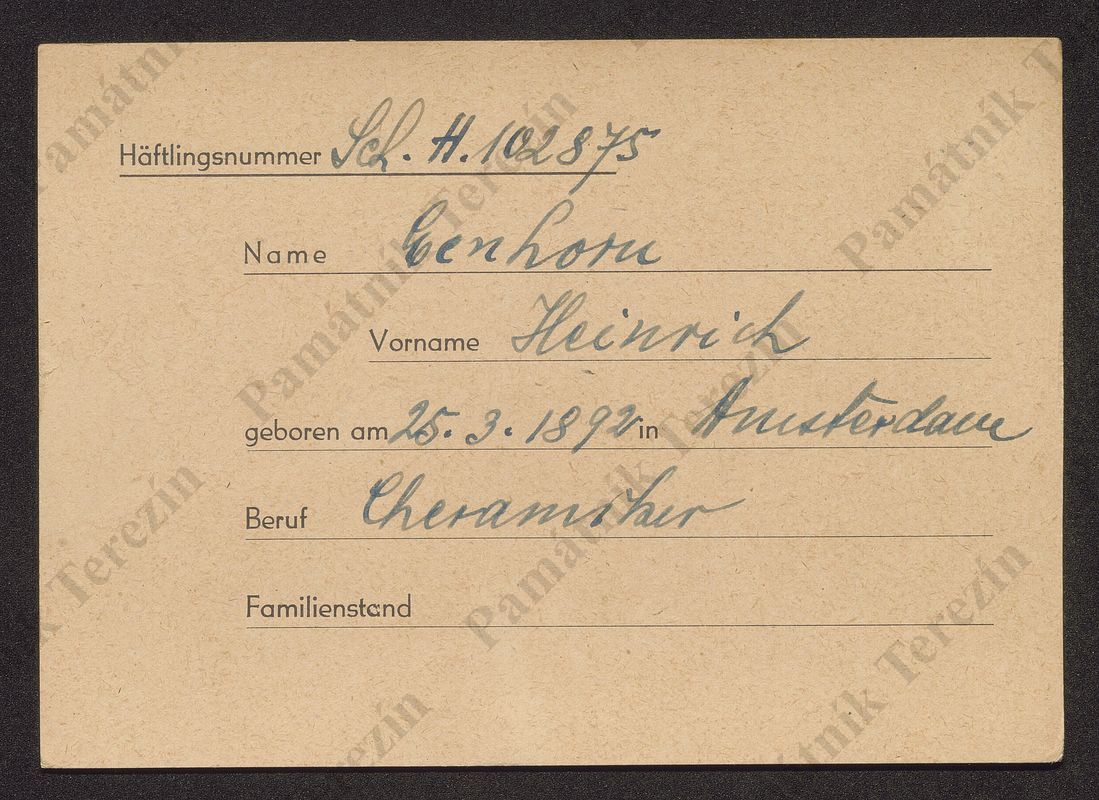 Häftlingsnummer Sch. H. 102875
Name Eenhorn
Vorname Heinrich
geboren am 25. 3. 1892 in Amsterdam
Beruf Cheramiker
Familienstand
Památník Terezín